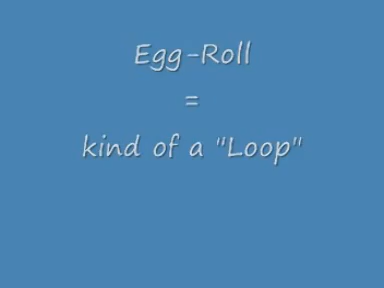 Egg-Roll
=
kind of a "Loop"